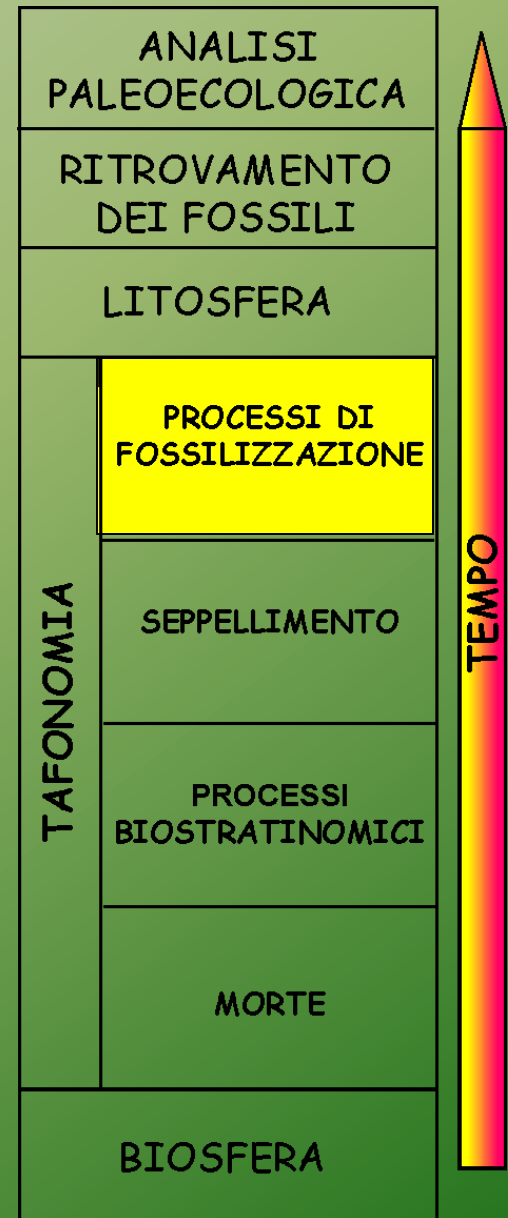 ANALISI
PALEOECOLOGICA
RITROVAMENTO
DEI FOSSILI
LITOSFERA
TAFONOMIA
PROCESSI DI
FOSSILIZZAZIONE
SEPPELLIMENTO
PROCESSI
BIOSTRATINOMICI
MORTE
BIOSFERA
TEMPO